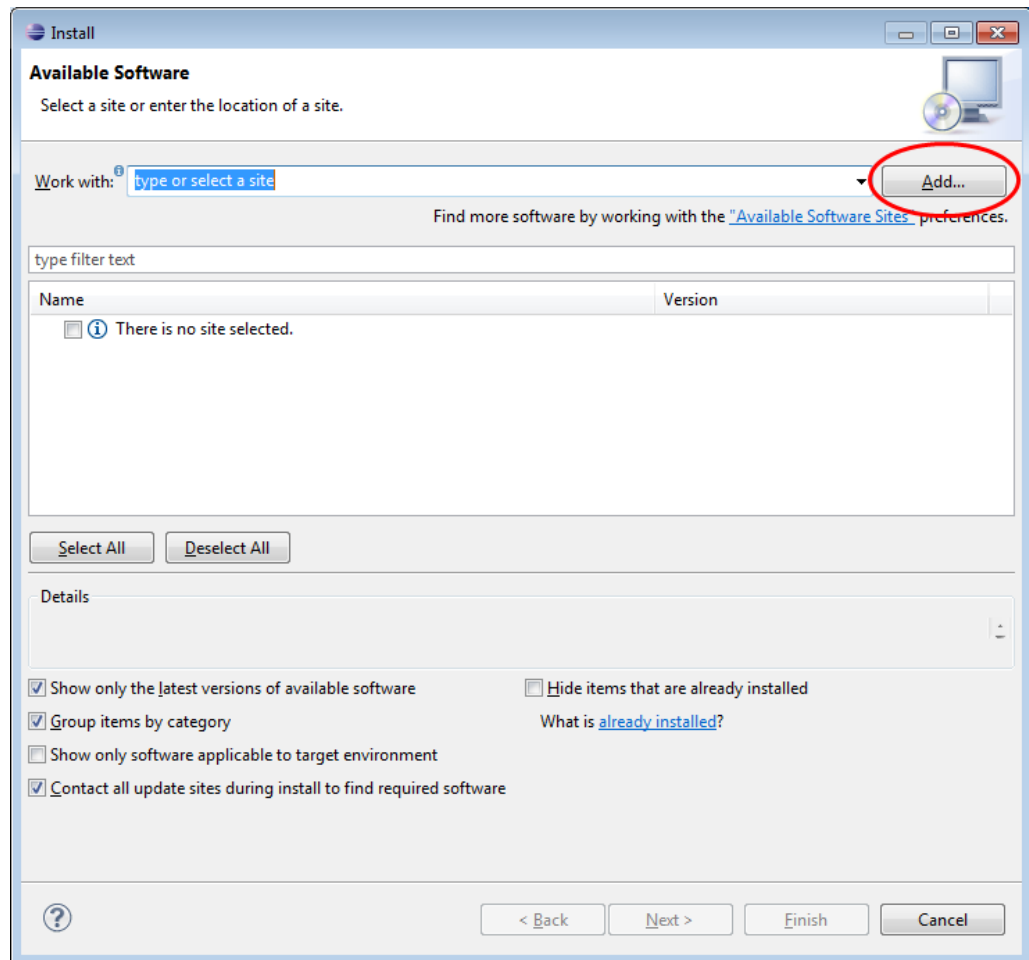 Install
Available Software
Select a site or enter the location of a site.
Work with: type or select a site Add...
Find more software by working with the "Available Software Sites" preferences.
type filter text
Name Version
There is no site selected.
Select All Deselect All
Details
Show only the latest versions of available software Hide items that are already installed
Group items by category What is already installed?
Show only software applicable to target environment
Contact all update sites during install to find required software
? < Back Next > Finish Cancel